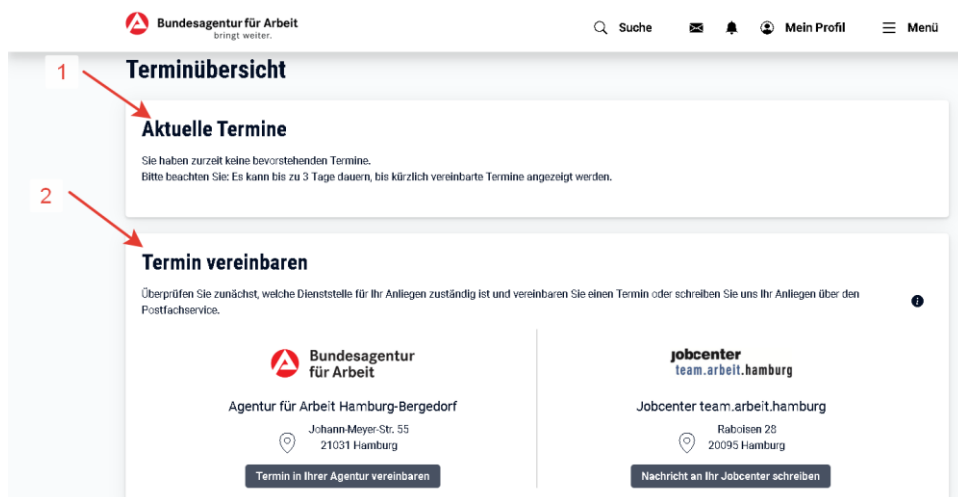 Bundesagentur für Arbeit
bringt weiter.
Suche
Mein Profil
Menü
1
Terminübersicht
Aktuelle Termine
Sie haben zurzeit keine bevorstehenden Termine.
Bitte beachten Sie: Es kann bis zu 3 Tage dauern, bis kürzlich vereinbarte Termine angezeigt werden.
2
Termin vereinbaren
Überprüfen Sie zunächst, welche Dienststelle für Ihr Anliegen zuständig ist und vereinbaren Sie einen Termin oder schreiben Sie uns Ihr Anliegen über den
Postfachservice.
Bundesagentur
für Arbeit
Agentur für Arbeit Hamburg-Bergedorf
Johann-Meyer-Str. 55
21031 Hamburg
Termin in Ihrer Agentur vereinbaren
jobcenter
team.arbeit.hamburg
Jobcenter team.arbeit.hamburg
Raboisen 28
20095 Hamburg
Nachricht an Ihr Jobcenter schreiben